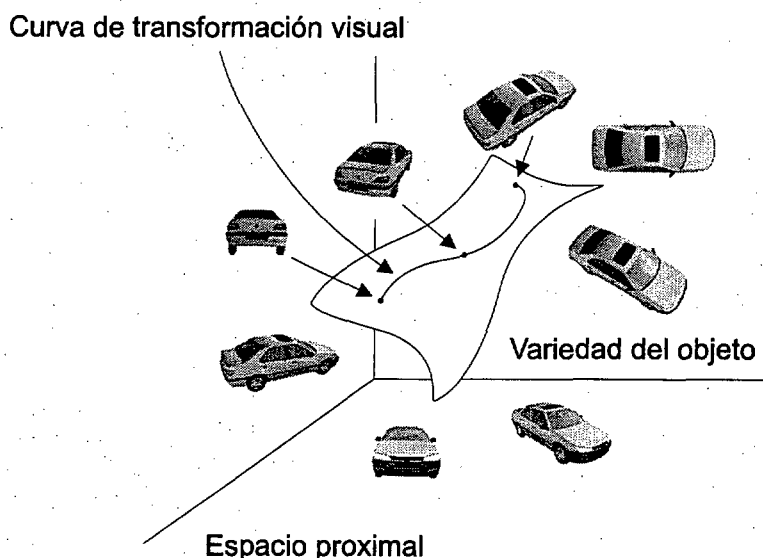 Curva de transformación visual
Variedad del objeto
Espacio proximal